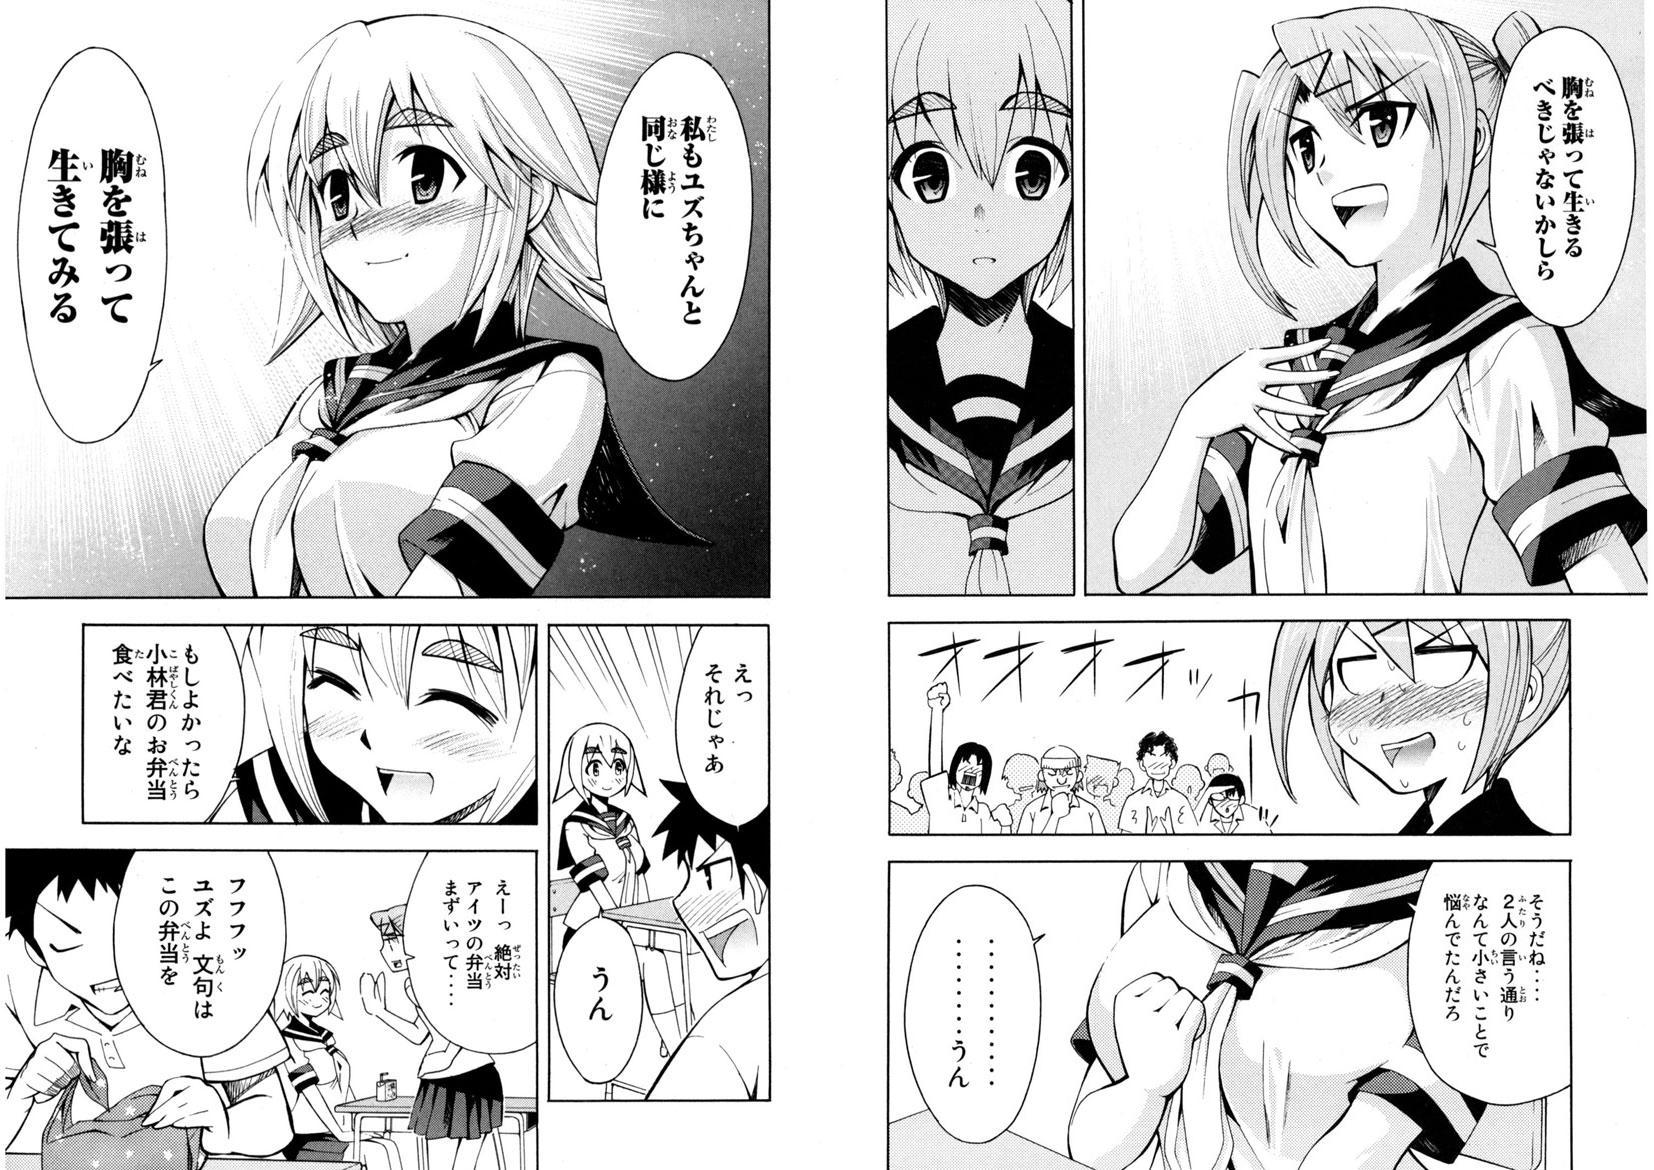 胸を張って生きる
べきじゃないかしら
オオオオッ
カッ
そうだね‥‥
２人の言う通り
なんて小さいことで
悩んでたんだろ
‥‥‥‥‥‥
‥‥‥‥うん
私もユズちゃんと
同じ様に
胸を張って
生きてみる
えっ
それじゃあ
うん
もしよかったら
小林君のお弁当
食べたいな
えーっ 絶対
アイツの弁当
まずいって‥‥
フフフッ
ユズよ 文句は
この弁当を